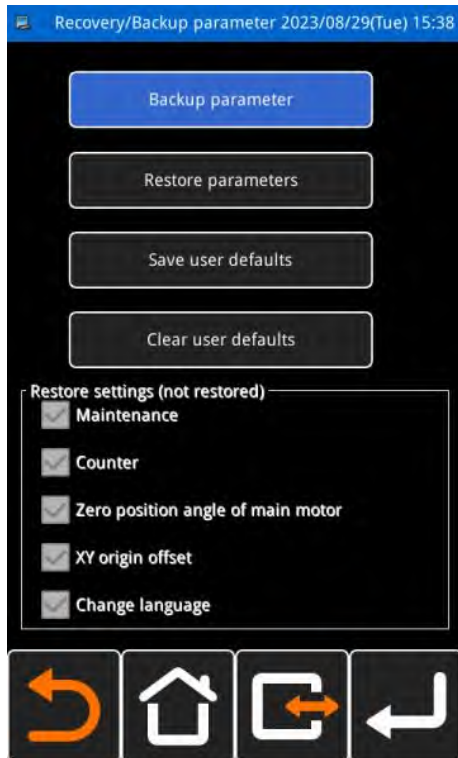 Recovery/Backup parameter 2023/08/29(Tue) 15:38
Backup parameter
Restore parameters
Save user defaults
Clear user defaults
Restore settings (not restored)
Maintenance
Counter
Zero position angle of main motor
XY origin offset
Change language